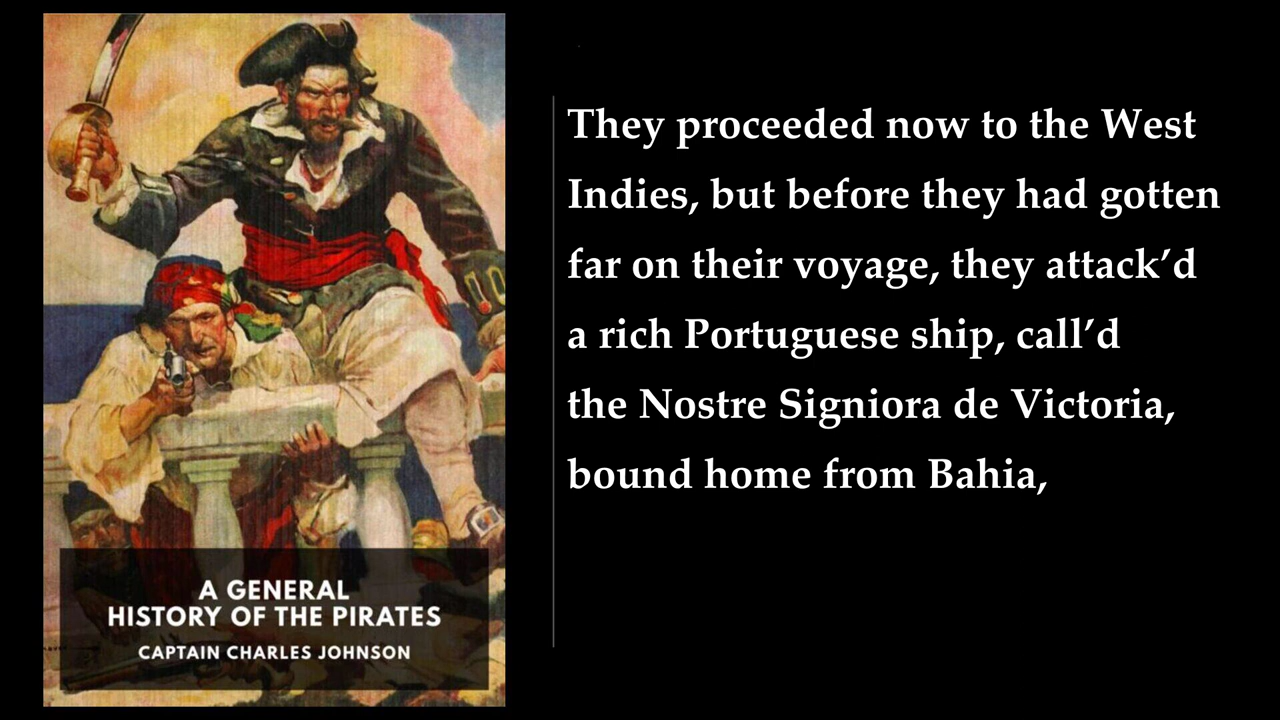 A GENERAL
HISTORY OF THE PIRATES
CAPTAIN CHARLES JOHNSON
They proceeded now to the West
Indies, but before they had gotten
far on their voyage, they attack’d
a rich Portuguese ship, call’d
the Nostre Signiora de Victoria,
bound home from Bahia,